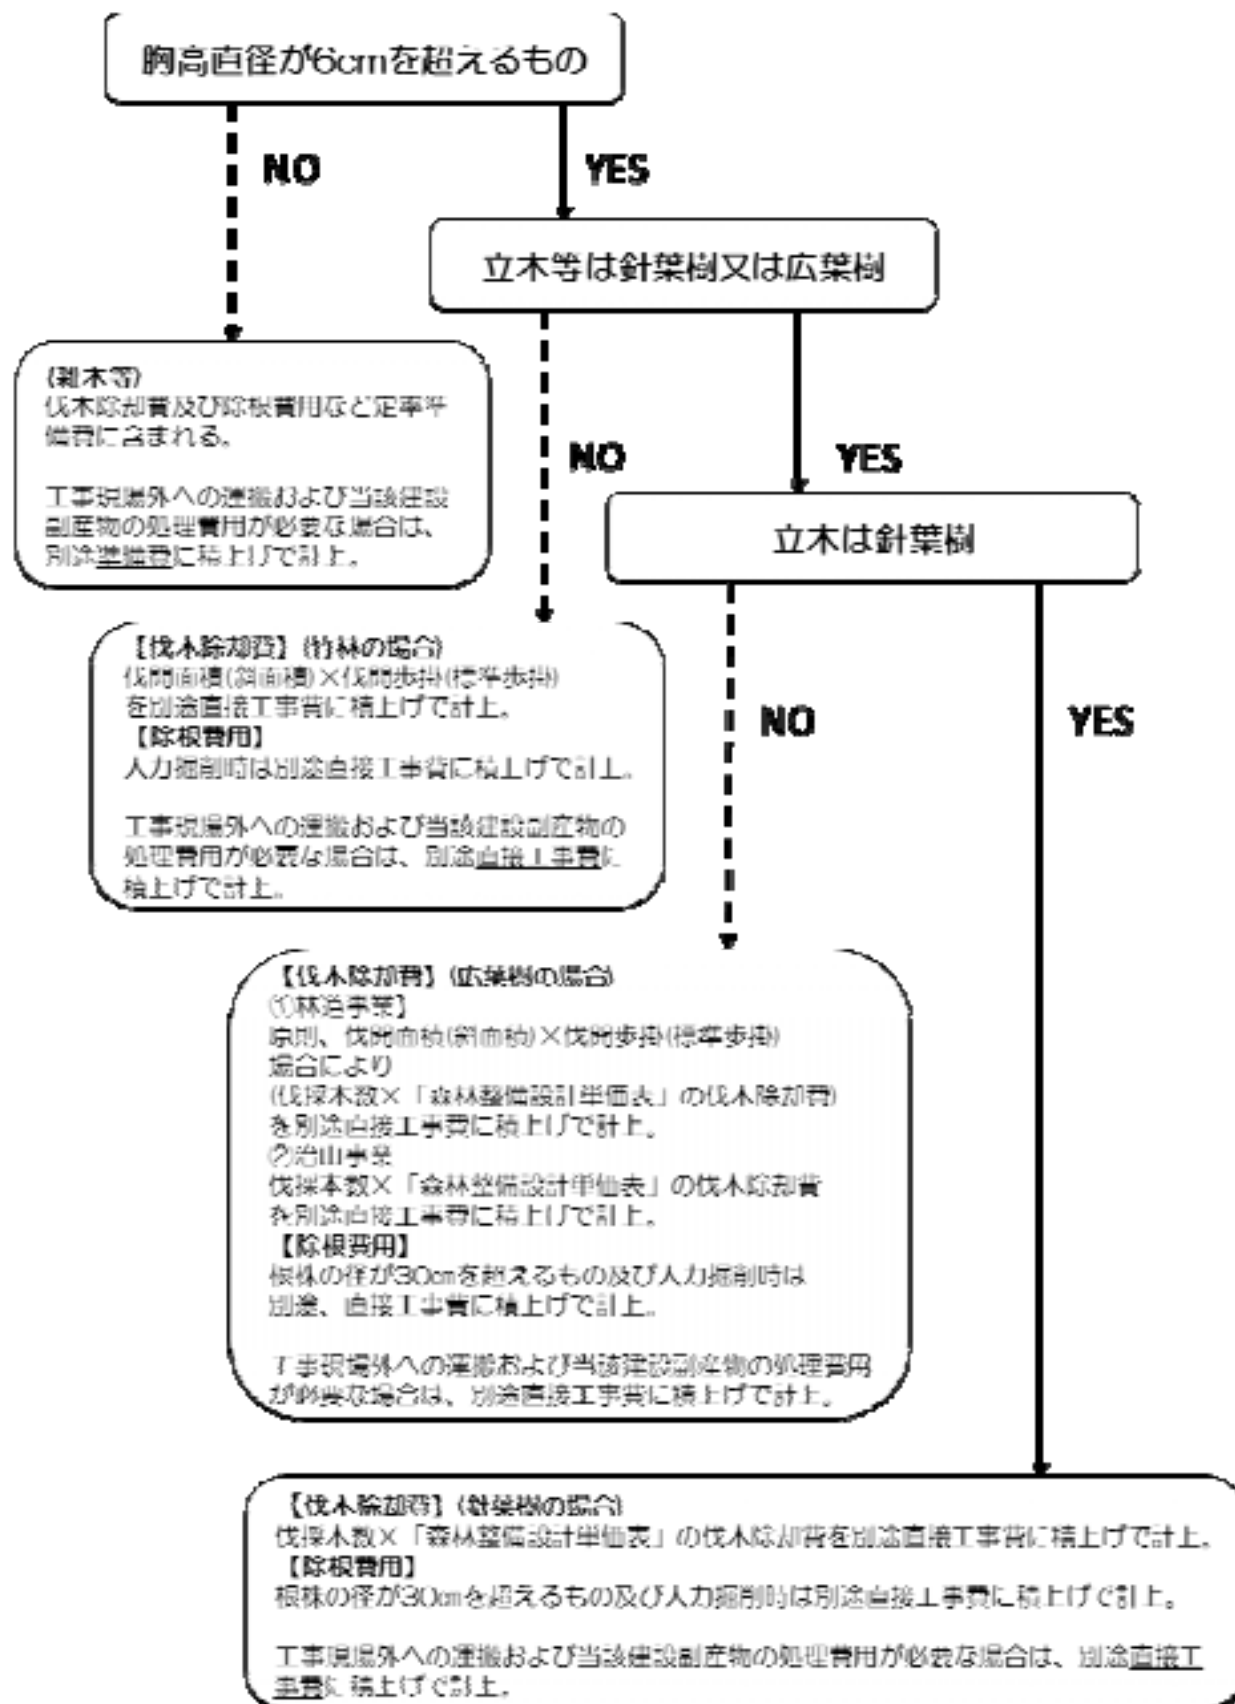 胸高直径が6cmを超えるもの
NO
YES
立木等は針葉樹又は広葉樹
(雑木等)
伐木除却費及び除根費用など定率準
備費に含まれる。
工事現場外への運搬および当該建設
副産物の処理費用が必要な場合は、
別途準備費に積上げで計上。
NO
YES
立木は針葉樹
【伐木除却費】(竹林の場合)
伐開面積(斜面積)×伐開歩掛(標準歩掛)
を別途直接工事費に積上げで計上。
【除根費用】
人力掘削時は別途直接工事費に積上げで計上。
工事現場外への運搬および当該建設副産物の
処理費用が必要な場合は、別途直接工事費に
積上げで計上。
NO
YES
【伐木除却費】(広葉樹の場合)
①林道事業】
原則、伐開面積(斜面積)×伐開歩掛(標準歩掛)
場合により
(伐採本数×「森林整備設計単価表」の伐木除却費)
を別途直接工事費に積上げで計上。
②治山事業
伐採本数×「森林整備設計単価表」の伐木除却費
を別途直接工事費に積上げで計上。
【除根費用】
根株の径が30cmを超えるもの及び人力掘削時は
別途、直接工事費に積上げで計上。
工事現場外への運搬および当該建設副産物の処理費用
が必要な場合は、別途直接工事費に積上げで計上。
【伐木除却費】(針葉樹の場合)
伐採本数×「森林整備設計単価表」の伐木除却費を別途直接工事費に積上げで計上。
【除根費用】
根株の径が30cmを超えるもの及び人力掘削時は別途直接工事費に積上げで計上。
工事現場外への運搬および当該建設副産物の処理費用が必要な場合は、別途直接工
事費に積上げで計上。